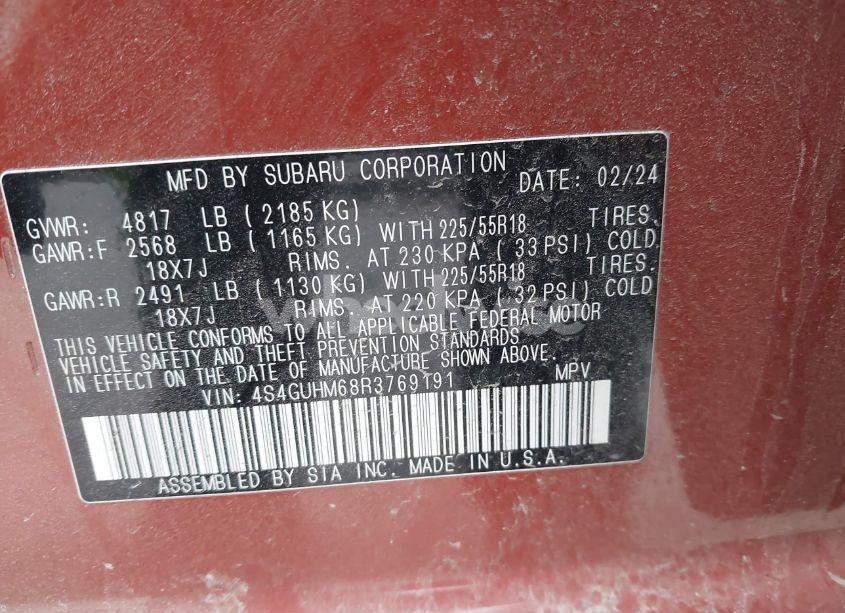 MFD BY SUBARU CORPORATION DATE: 02/24
GVWR: 4817 LB ( 2185 KG)
GAWR:F 2568 LB ( 1165 KG) WITH 225/55R18 TIRES.
18X7J RIMS. AT 230 KPA ( 33 PSI) COLD.
GAWR:R 2491 LB ( 1130 KG) WITH 225/55R18 TIRES.
18X7J RIMS. AT 220 KPA ( 32 PSI) COLD
THIS VEHICLE CONFORMS TO ALL APPLICABLE FEDERAL MOTOR
VEHICLE SAFETY AND THEFT PREVENTION STANDARDS
IN EFFECT ON THE DATE OF MANUFACTURE SHOWN ABOVE.
VIN: 4S4GUHM68R3769191 MPV
ASSEMBLED BY SIA INC. MADE IN U.S.A.